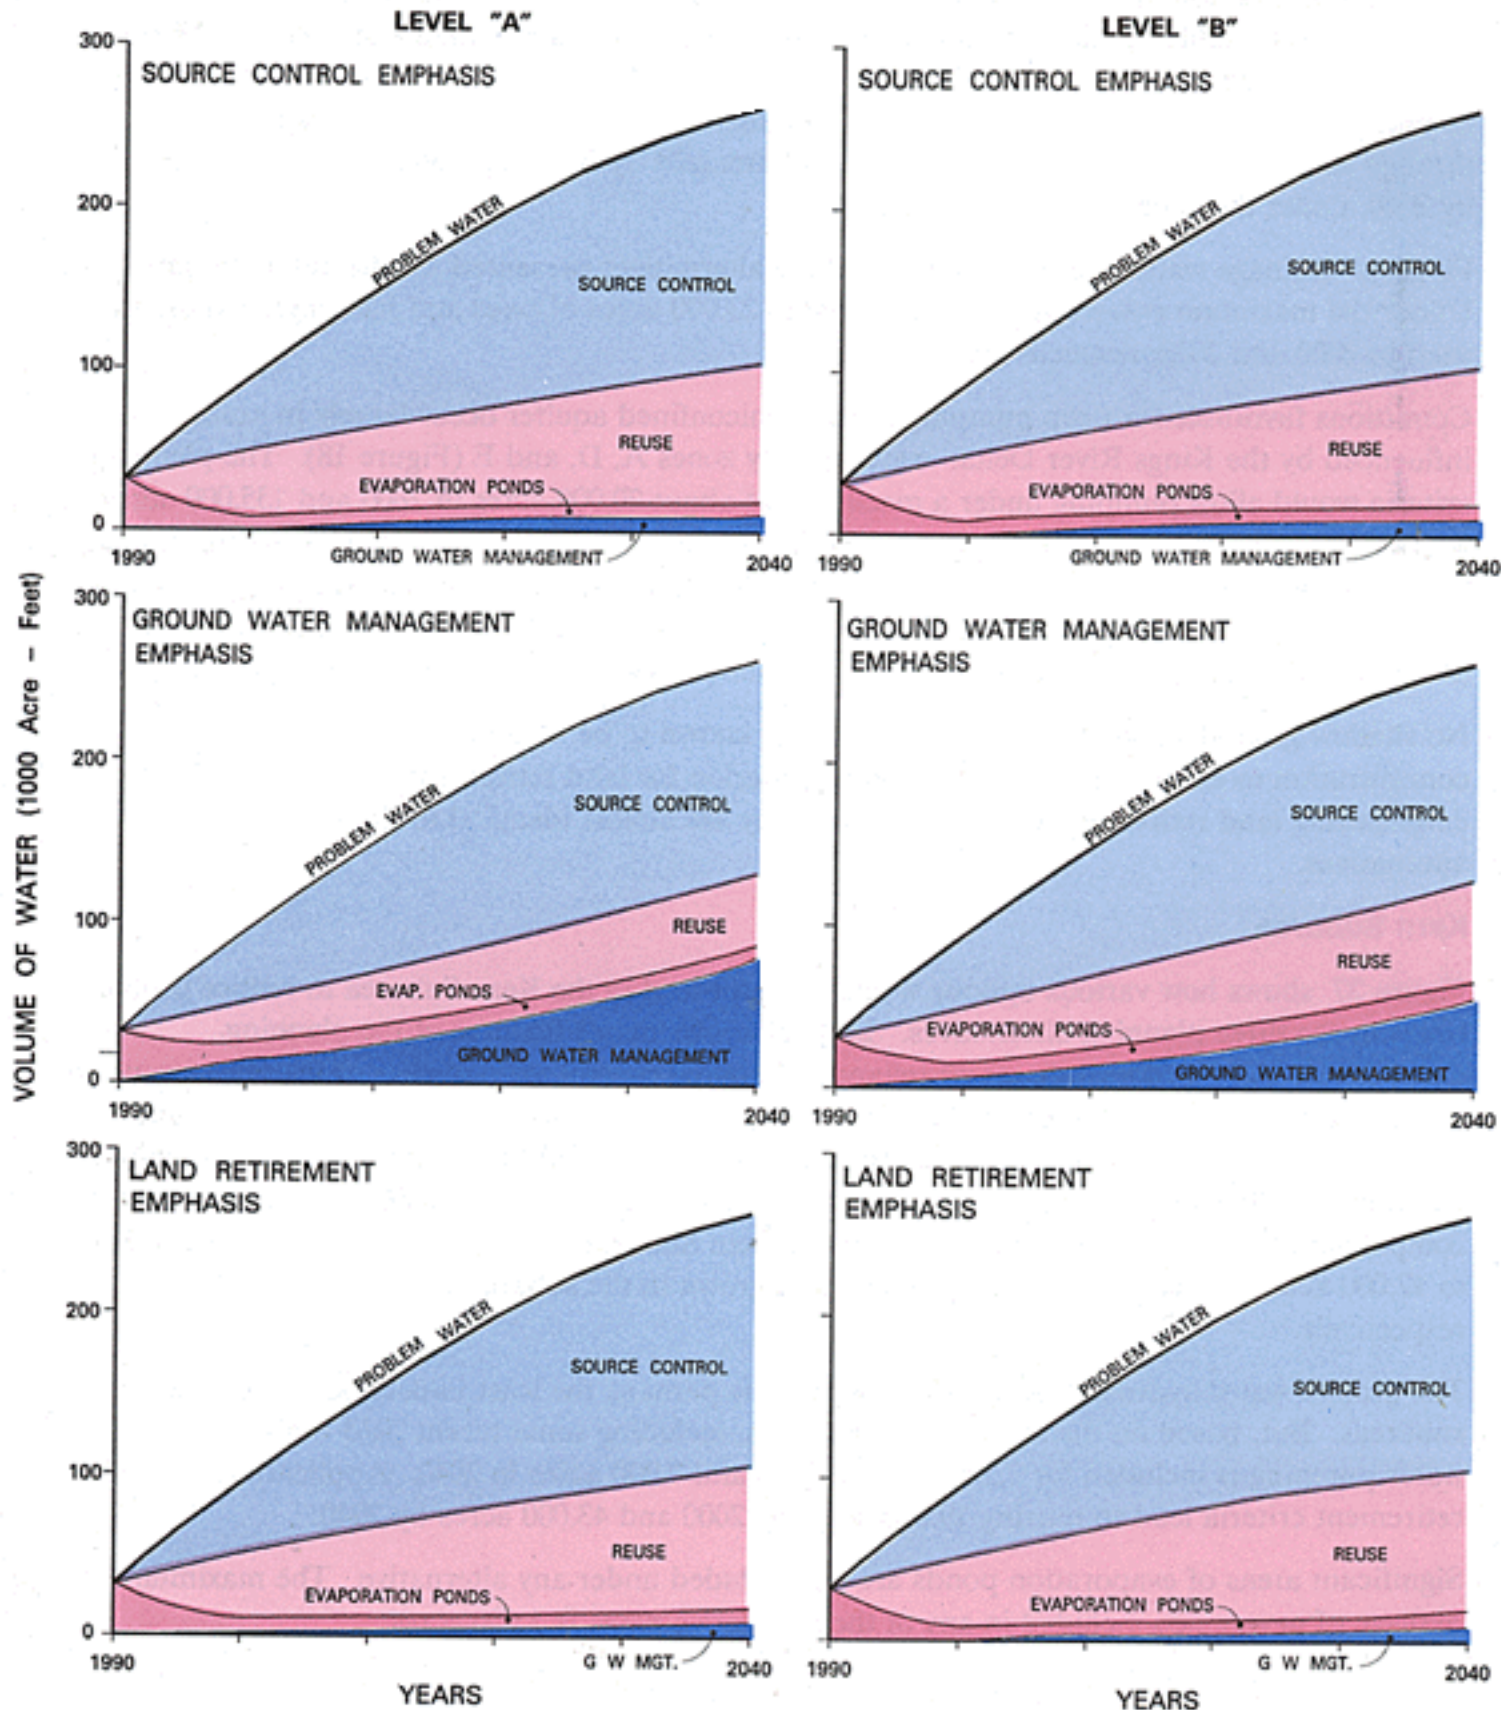 LEVEL "A"
300
SOURCE CONTROL EMPHASIS
200
PROBLEM WATER
SOURCE CONTROL
100
REUSE
EVAPORATION PONDS
0
1990
GROUND WATER MANAGEMENT
2040
LEVEL "B"
SOURCE CONTROL EMPHASIS
PROBLEM WATER
SOURCE CONTROL
REUSE
EVAPORATION PONDS
1990
GROUND WATER MANAGEMENT
2040
VOLUME OF WATER (1000 Acre - Feet)
300
GROUND WATER MANAGEMENT
EMPHASIS
200
PROBLEM WATER
SOURCE CONTROL
100
REUSE
EVAP. PONDS
GROUND WATER MANAGEMENT
0
1990
2040
GROUND WATER MANAGEMENT
EMPHASIS
PROBLEM WATER
SOURCE CONTROL
REUSE
EVAPORATION PONDS
GROUND WATER MANAGEMENT
1990
2040
300
LAND RETIREMENT
EMPHASIS
200
PROBLEM WATER
SOURCE CONTROL
100
REUSE
EVAPORATION PONDS
0
1990
G W MGT.
2040
YEARS
LAND RETIREMENT
EMPHASIS
PROBLEM WATER
SOURCE CONTROL
REUSE
EVAPORATION PONDS
1990
G W MGT.
2040
YEARS